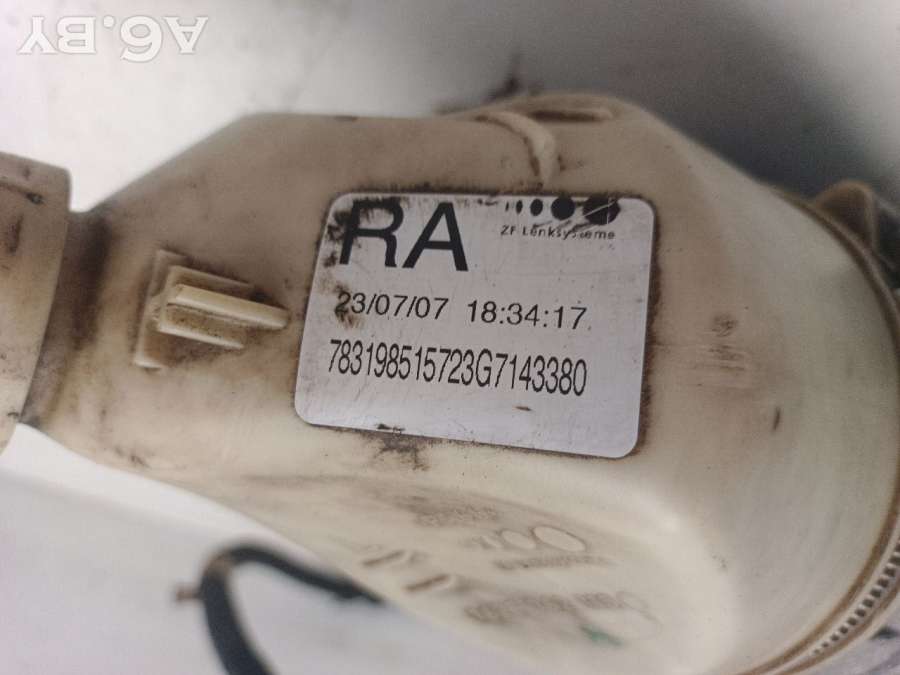 A6.BY
RA
ZF Lenksysteme
23/07/07 18:34:17
783198515723G7143380